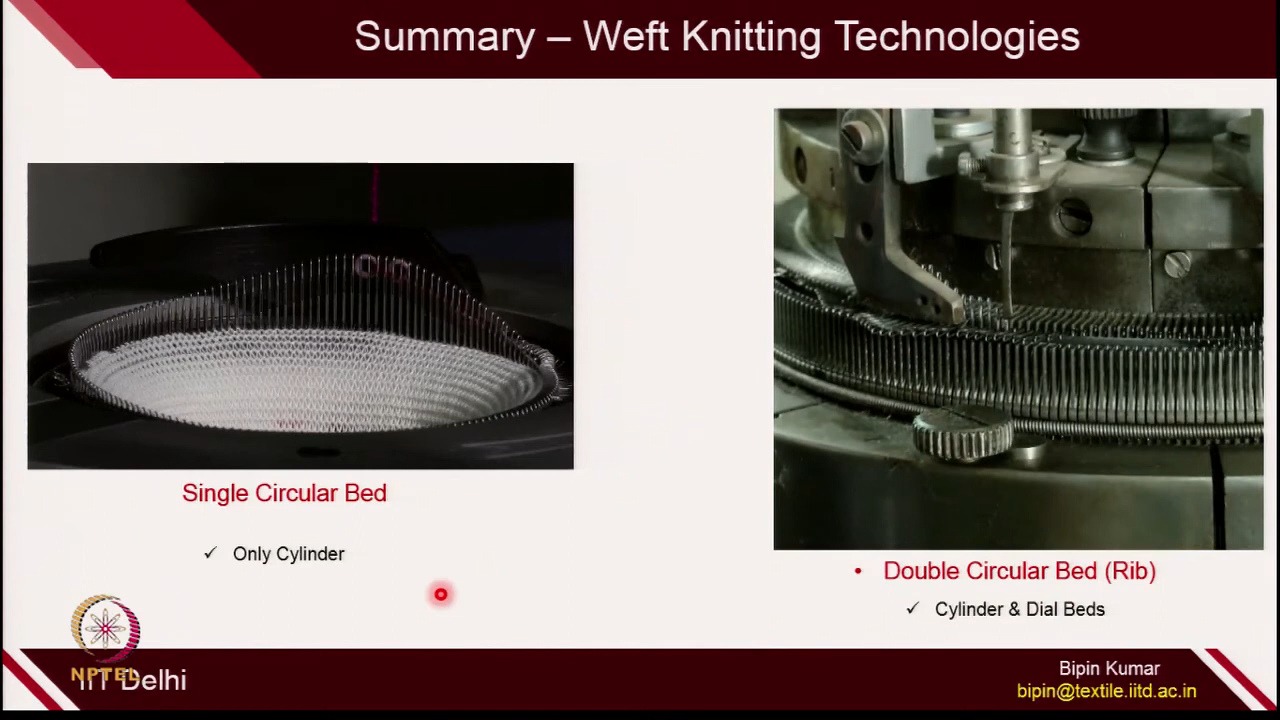 Summary – Weft Knitting Technologies
Single Circular Bed
✓ Only Cylinder
• Double Circular Bed (Rib)
✓ Cylinder & Dial Beds
NPTEL
IIT Delhi
Bipin Kumar
bipin@textile.iitd.ac.in